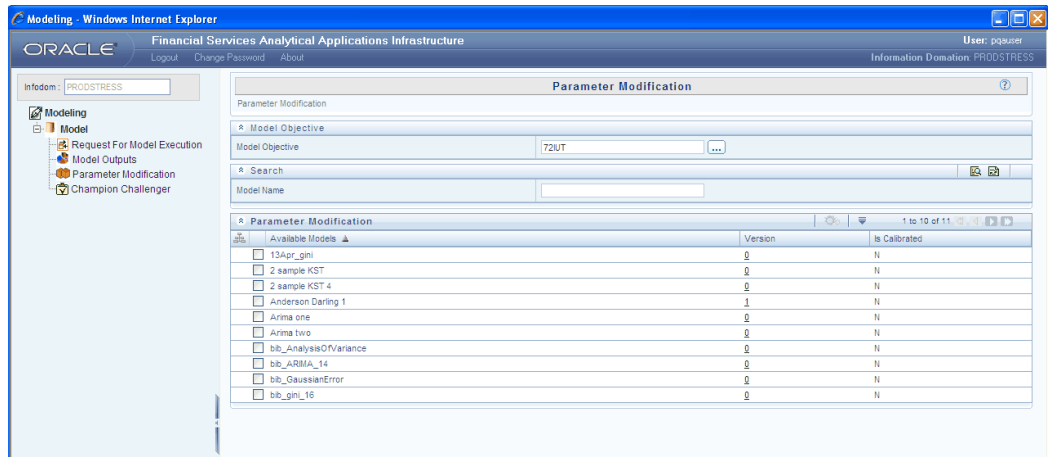 Modeling - Windows Internet Explorer
ORACLE
Financial Services Analytical Applications Infrastructure
User: pqauser
Logout Change Password About
Information Domation: PRODSTRESS
Infodom : PRODSTRESS
Modeling
Model
Request For Model Execution
Model Outputs
Parameter Modification
Champion Challenger
Parameter Modification
Parameter Modification
Model Objective
Model Objective 72IUT ...
Search
Model Name
Parameter Modification 1 to 10 of 11
Available Models Version Is Calibrated
13Apr_gini 0 N
2 sample KST 0 N
2 sample KST 4 0 N
Anderson Darling 1 1 N
Arima one 0 N
Arima two 0 N
bib_AnalysisOfVariance 0 N
bib_ARIMA_14 0 N
bib_GaussianError 0 N
bib_gini_16 0 N